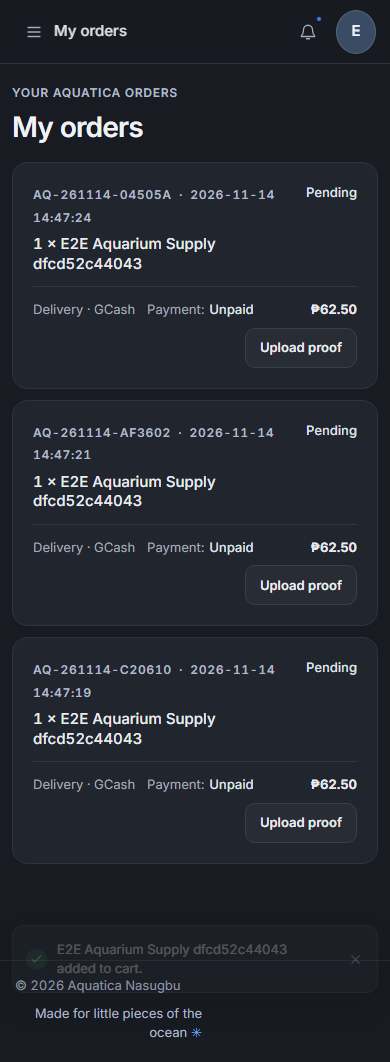 My orders
E
YOUR AQUATICA ORDERS
My orders
AQ-261114-04505A · 2026-11-14
14:47:24
Pending
1 × E2E Aquarium Supply
dfcd52c44043
Delivery · GCash Payment: Unpaid ₱62.50
Upload proof
AQ-261114-AF3602 · 2026-11-14
14:47:21
Pending
1 × E2E Aquarium Supply
dfcd52c44043
Delivery · GCash Payment: Unpaid ₱62.50
Upload proof
AQ-261114-C20610 · 2026-11-14
14:47:19
Pending
1 × E2E Aquarium Supply
dfcd52c44043
Delivery · GCash Payment: Unpaid ₱62.50
Upload proof
E2E Aquarium Supply dfcd52c44043
added to cart.
© 2026 Aquatica Nasugbu
Made for little pieces of the
ocean